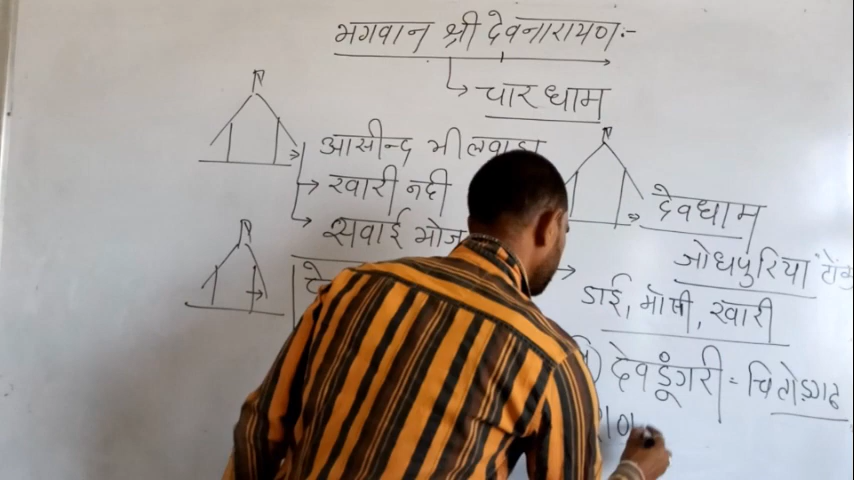 भगवान श्री देवनारायण:-
चार धाम
आसीन्द भीलवाड़ा
खारी नदी
सवाई भोज
देवधाम
जोधपुरिया
डाई, मॉषी, खारी
देवडूंगरी = चितोड़गढ़